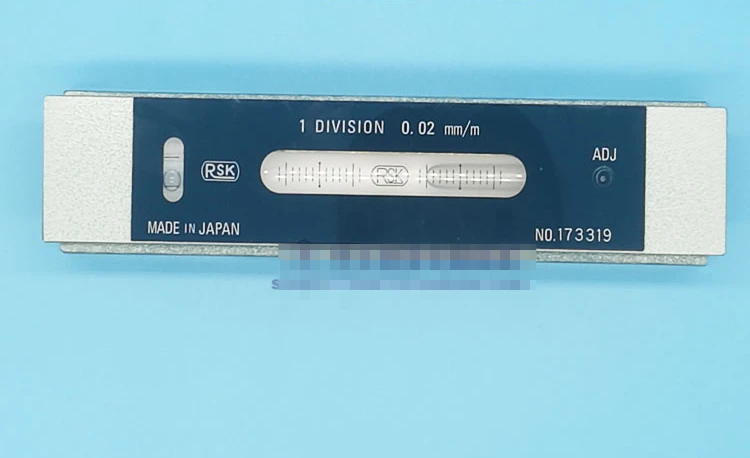 1 DIVISION 0.02 mm/m
RSK
RSK
ADJ
MADE IN JAPAN
NO.173319